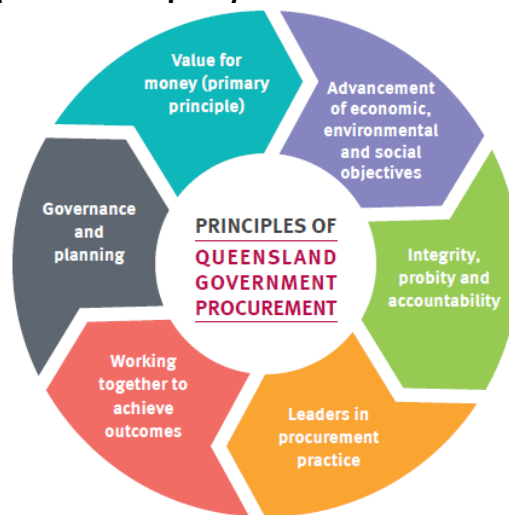 Value for
money (primary
principle)
Advancement
of economic,
environmental
and social
objectives
Integrity,
probity and
accountability
Leaders in
procurement
practice
Working
together to
achieve
outcomes
Governance
and
planning
PRINCIPLES OF
QUEENSLAND
GOVERNMENT
PROCUREMENT